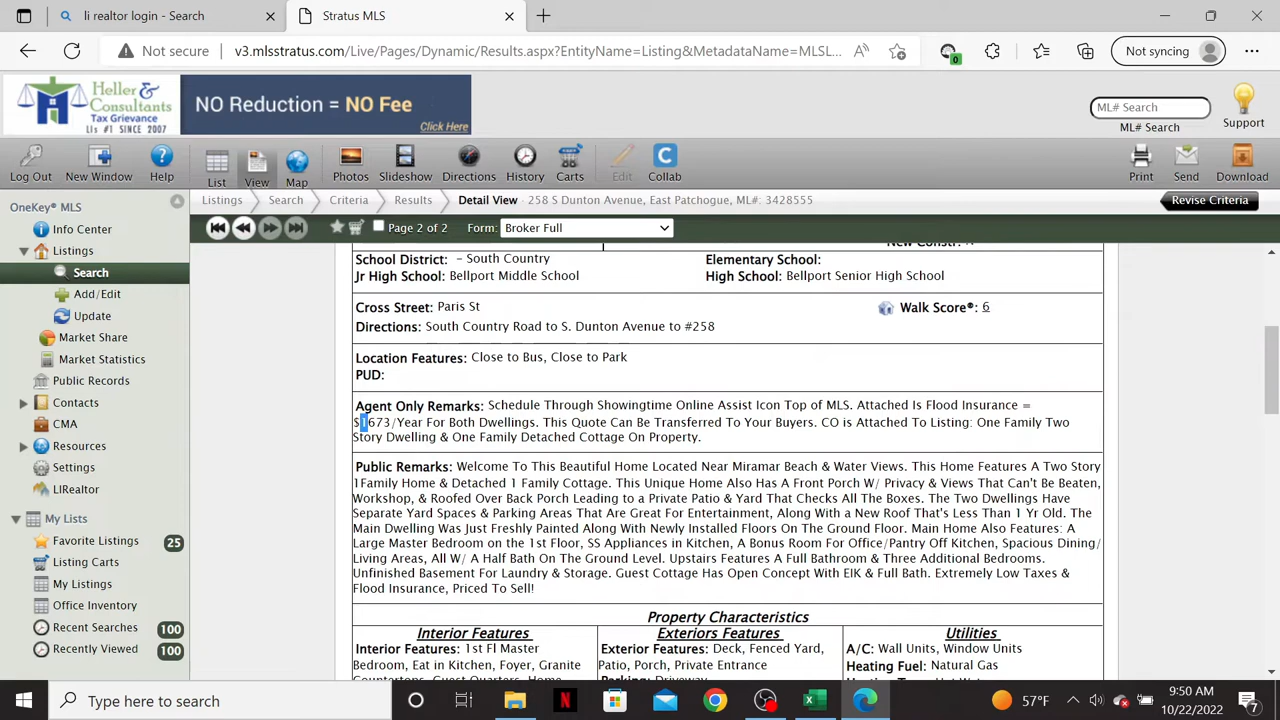 li realtor login - Search
Stratus MLS
Not secure
v3.mlsstratus.com/Live/Pages/Dynamic/Results.aspx?EntityName=Listing&MetadataName=MLSL...
0
Not syncing
Heller &
Consultants
Tax Grievance
LIs #1 SINCE 2007
NO Reduction = NO Fee
Click Here
ML# Search
ML# Search
Support
Log Out
New Window
Help
List
View
Map
Photos
Slideshow
Directions
History
Carts
Edit
Collab
Print
Send
Download
OneKey® MLS
Listings
Search
Criteria
Results
Detail View - 258 S Dunton Avenue, East Patchogue, ML#: 3428555
Revise Criteria
Page 2 of 2
Form:
Broker Full
Info Center
Listings
Search
Add/Edit
Update
Market Share
Market Statistics
Public Records
Contacts
CMA
Resources
Settings
LIRealtor
My Lists
Favorite Listings 25
Listing Carts
My Listings
Office Inventory
Recent Searches 100
Recently Viewed 100
New Constr:
School District: - South Country
Elementary School:
Jr High School: Bellport Middle School
High School: Bellport Senior High School
Cross Street: Paris St
Walk Score®: 6
Directions: South Country Road to S. Dunton Avenue to #258
Location Features: Close to Bus, Close to Park
PUD:
Agent Only Remarks: Schedule Through Showingtime Online Assist Icon Top of MLS. Attached Is Flood Insurance =
$1673/Year For Both Dwellings. This Quote Can Be Transferred To Your Buyers. CO is Attached To Listing: One Family Two
Story Dwelling & One Family Detached Cottage On Property.
Public Remarks: Welcome To This Beautiful Home Located Near Miramar Beach & Water Views. This Home Features A Two Story
1Family Home & Detached 1 Family Cottage. This Unique Home Also Has A Front Porch W/ Privacy & Views That Can't Be Beaten,
Workshop, & Roofed Over Back Porch Leading to a Private Patio & Yard That Checks All The Boxes. The Two Dwellings Have
Separate Yard Spaces & Parking Areas That Are Great For Entertainment, Along With a New Roof That's Less Than 1 Yr Old. The
Main Dwelling Was Just Freshly Painted Along With Newly Installed Floors On The Ground Floor. Main Home Also Features: A
Large Master Bedroom on the 1st Floor, SS Appliances in Kitchen, A Bonus Room For Office/Pantry Off Kitchen, Spacious Dining/
Living Areas, All W/ A Half Bath On The Ground Level. Upstairs Features A Full Bathroom & Three Additional Bedrooms.
Unfinished Basement For Laundry & Storage. Guest Cottage Has Open Concept With EIK & Full Bath. Extremely Low Taxes &
Flood Insurance, Priced To Sell!
Property Characteristics
Interior Features
Exteriors Features
Utilities
Interior Features: 1st Fl Master
Bedroom, Eat in Kitchen, Foyer, Granite
Countertops, Guest Quarters, Home
Exterior Features: Deck, Fenced Yard,
Patio, Porch, Private Entrance
Parking: Driveway
A/C: Wall Units, Window Units
Heating Fuel: Natural Gas
Type here to search
57°F
9:50 AM
10/22/2022
7